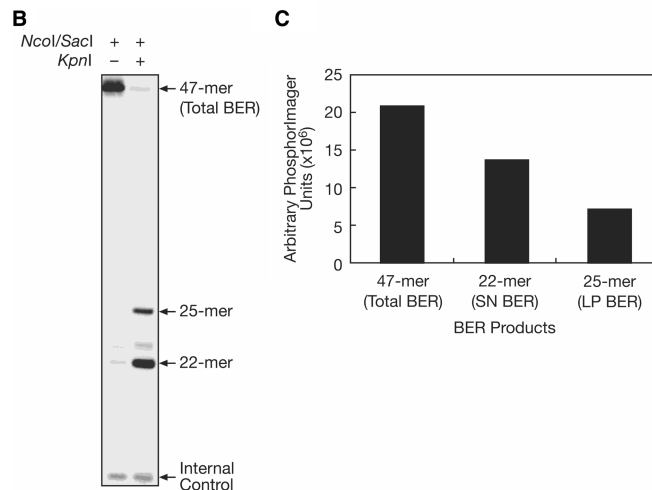 B
NcoI/SacI + +
KpnI − +
47-mer
(Total BER)
25-mer
22-mer
Internal
Control
C
Arbitrary PhosphorImager
Units (x10⁶)
25
20
15
10
5
0
47-mer 22-mer 25-mer
(Total BER) (SN BER) (LP BER)
BER Products